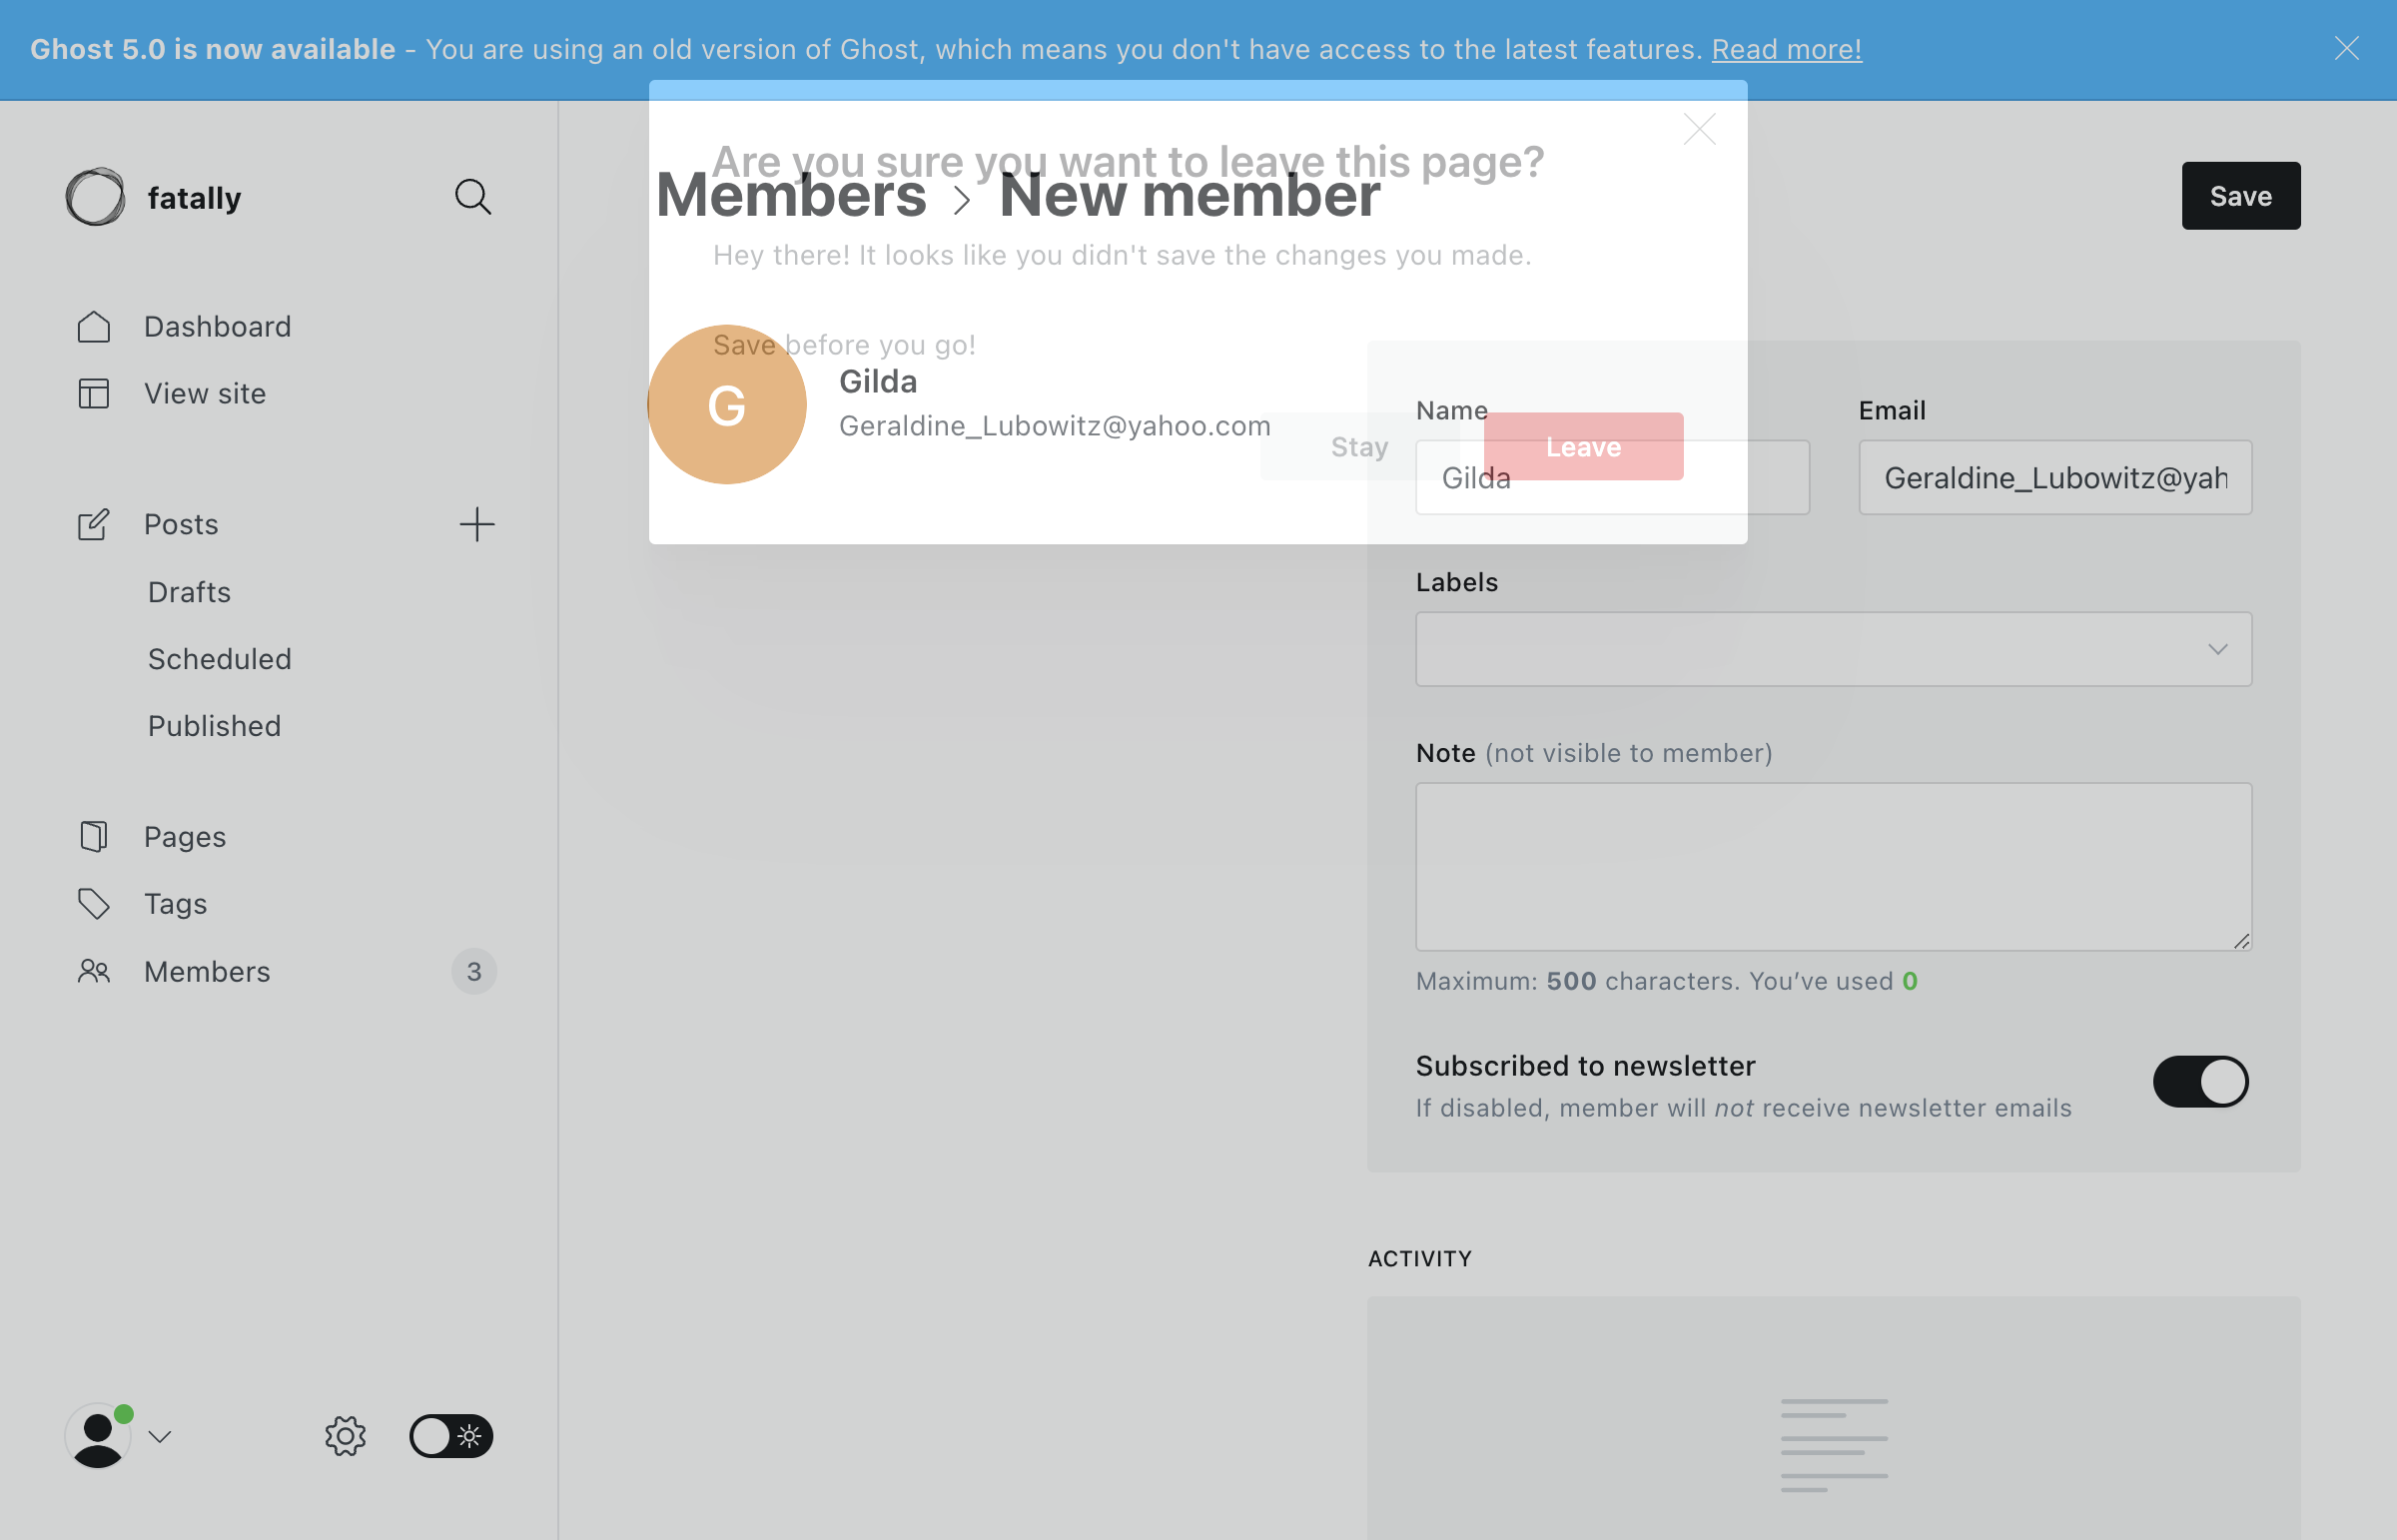 Ghost 5.0 is now available - You are using an old version of Ghost, which means you don't have access to the latest features. Read more!
fatally
Dashboard
View site
Posts
Drafts
Scheduled
Published
Pages
Tags
Members 3
Are you sure you want to leave this page?
Members > New member
Save
Hey there! It looks like you didn't save the changes you made.
Save before you go!
G
Gilda
Geraldine_Lubowitz@yahoo.com
Stay
Leave
Name
Gilda
Email
Geraldine_Lubowitz@yah
Labels
Note (not visible to member)
Maximum: 500 characters. You’ve used 0
Subscribed to newsletter
If disabled, member will not receive newsletter emails
ACTIVITY